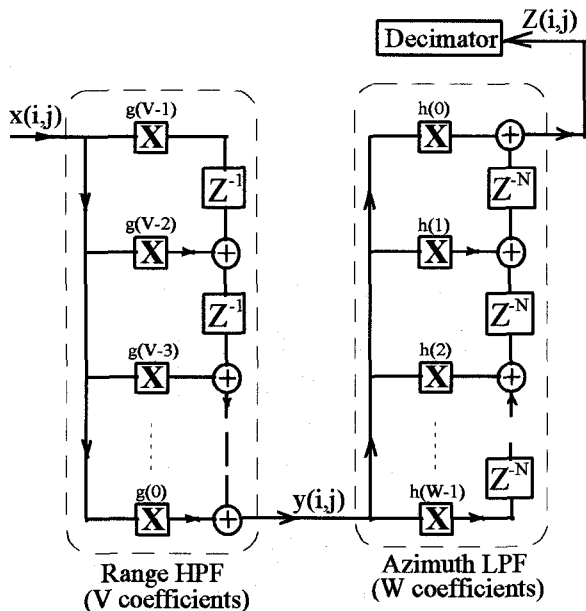 Z(i,j)
Decimator
x(i,j)
g(V-1)
X
Z-1
g(V-2)
X
+
Z-1
g(V-3)
X
+
g(0)
X
+
y(i,j)
h(0)
X
+
Z-N
h(1)
X
+
Z-N
h(2)
X
+
Z-N
h(W-1)
X
Range HPF
(V coefficients)
Azimuth LPF
(W coefficients)